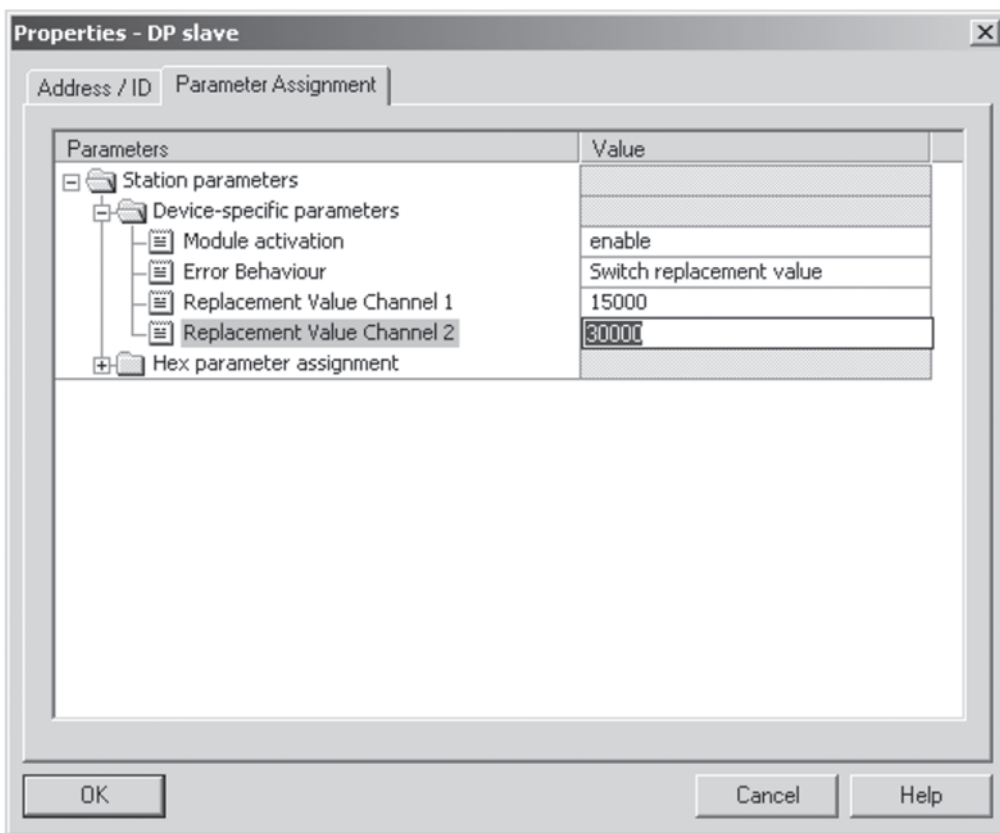 Properties - DP slave
Address / ID Parameter Assignment
Parameters Value
Station parameters
Device-specific parameters
Module activation enable
Error Behaviour Switch replacement value
Replacement Value Channel 1 15000
Replacement Value Channel 2 30000
Hex parameter assignment
OK Cancel Help